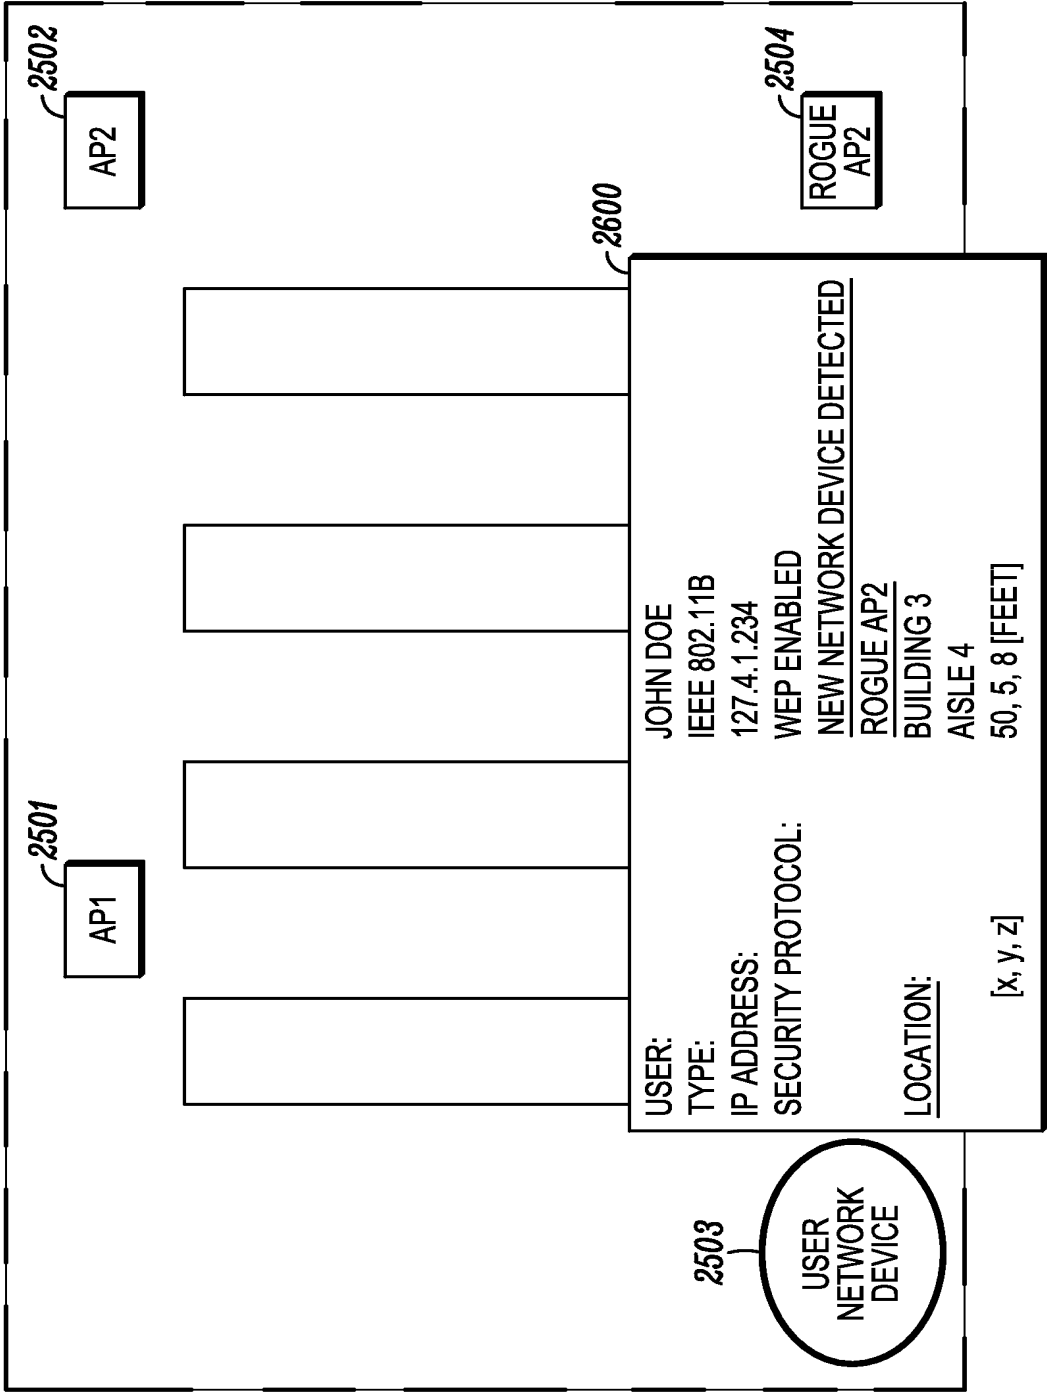 2501
AP1
2502
AP2
2600
USER: JOHN DOE
TYPE: IEEE 802.11B
IP ADDRESS: 127.4.1.234
SECURITY PROTOCOL: WEP ENABLED
NEW NETWORK DEVICE DETECTED
ROGUE AP2
LOCATION: BUILDING 3
AISLE 4
[x, y, z] 50, 5, 8 [FEET]
2503
USER
NETWORK
DEVICE
2504
ROGUE
AP2